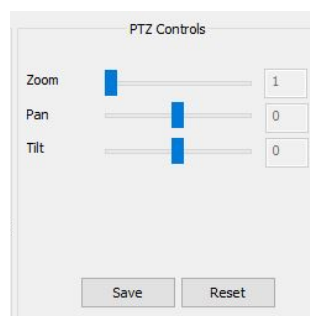 PTZ Controls
Zoom 1
Pan 0
Tilt 0
Save Reset